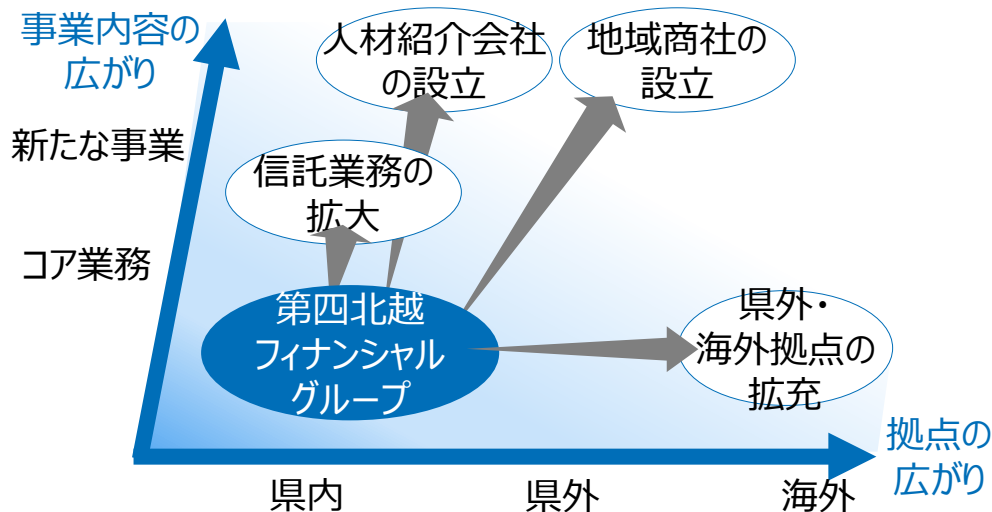 事業内容の
広がり
人材紹介会社
の設立
地域商社の
設立
新たな事業
信託業務の
拡大
コア業務
第四北越
フィナンシャル
グループ
県外・
海外拠点の
拡充
拠点の
広がり
県内
県外
海外